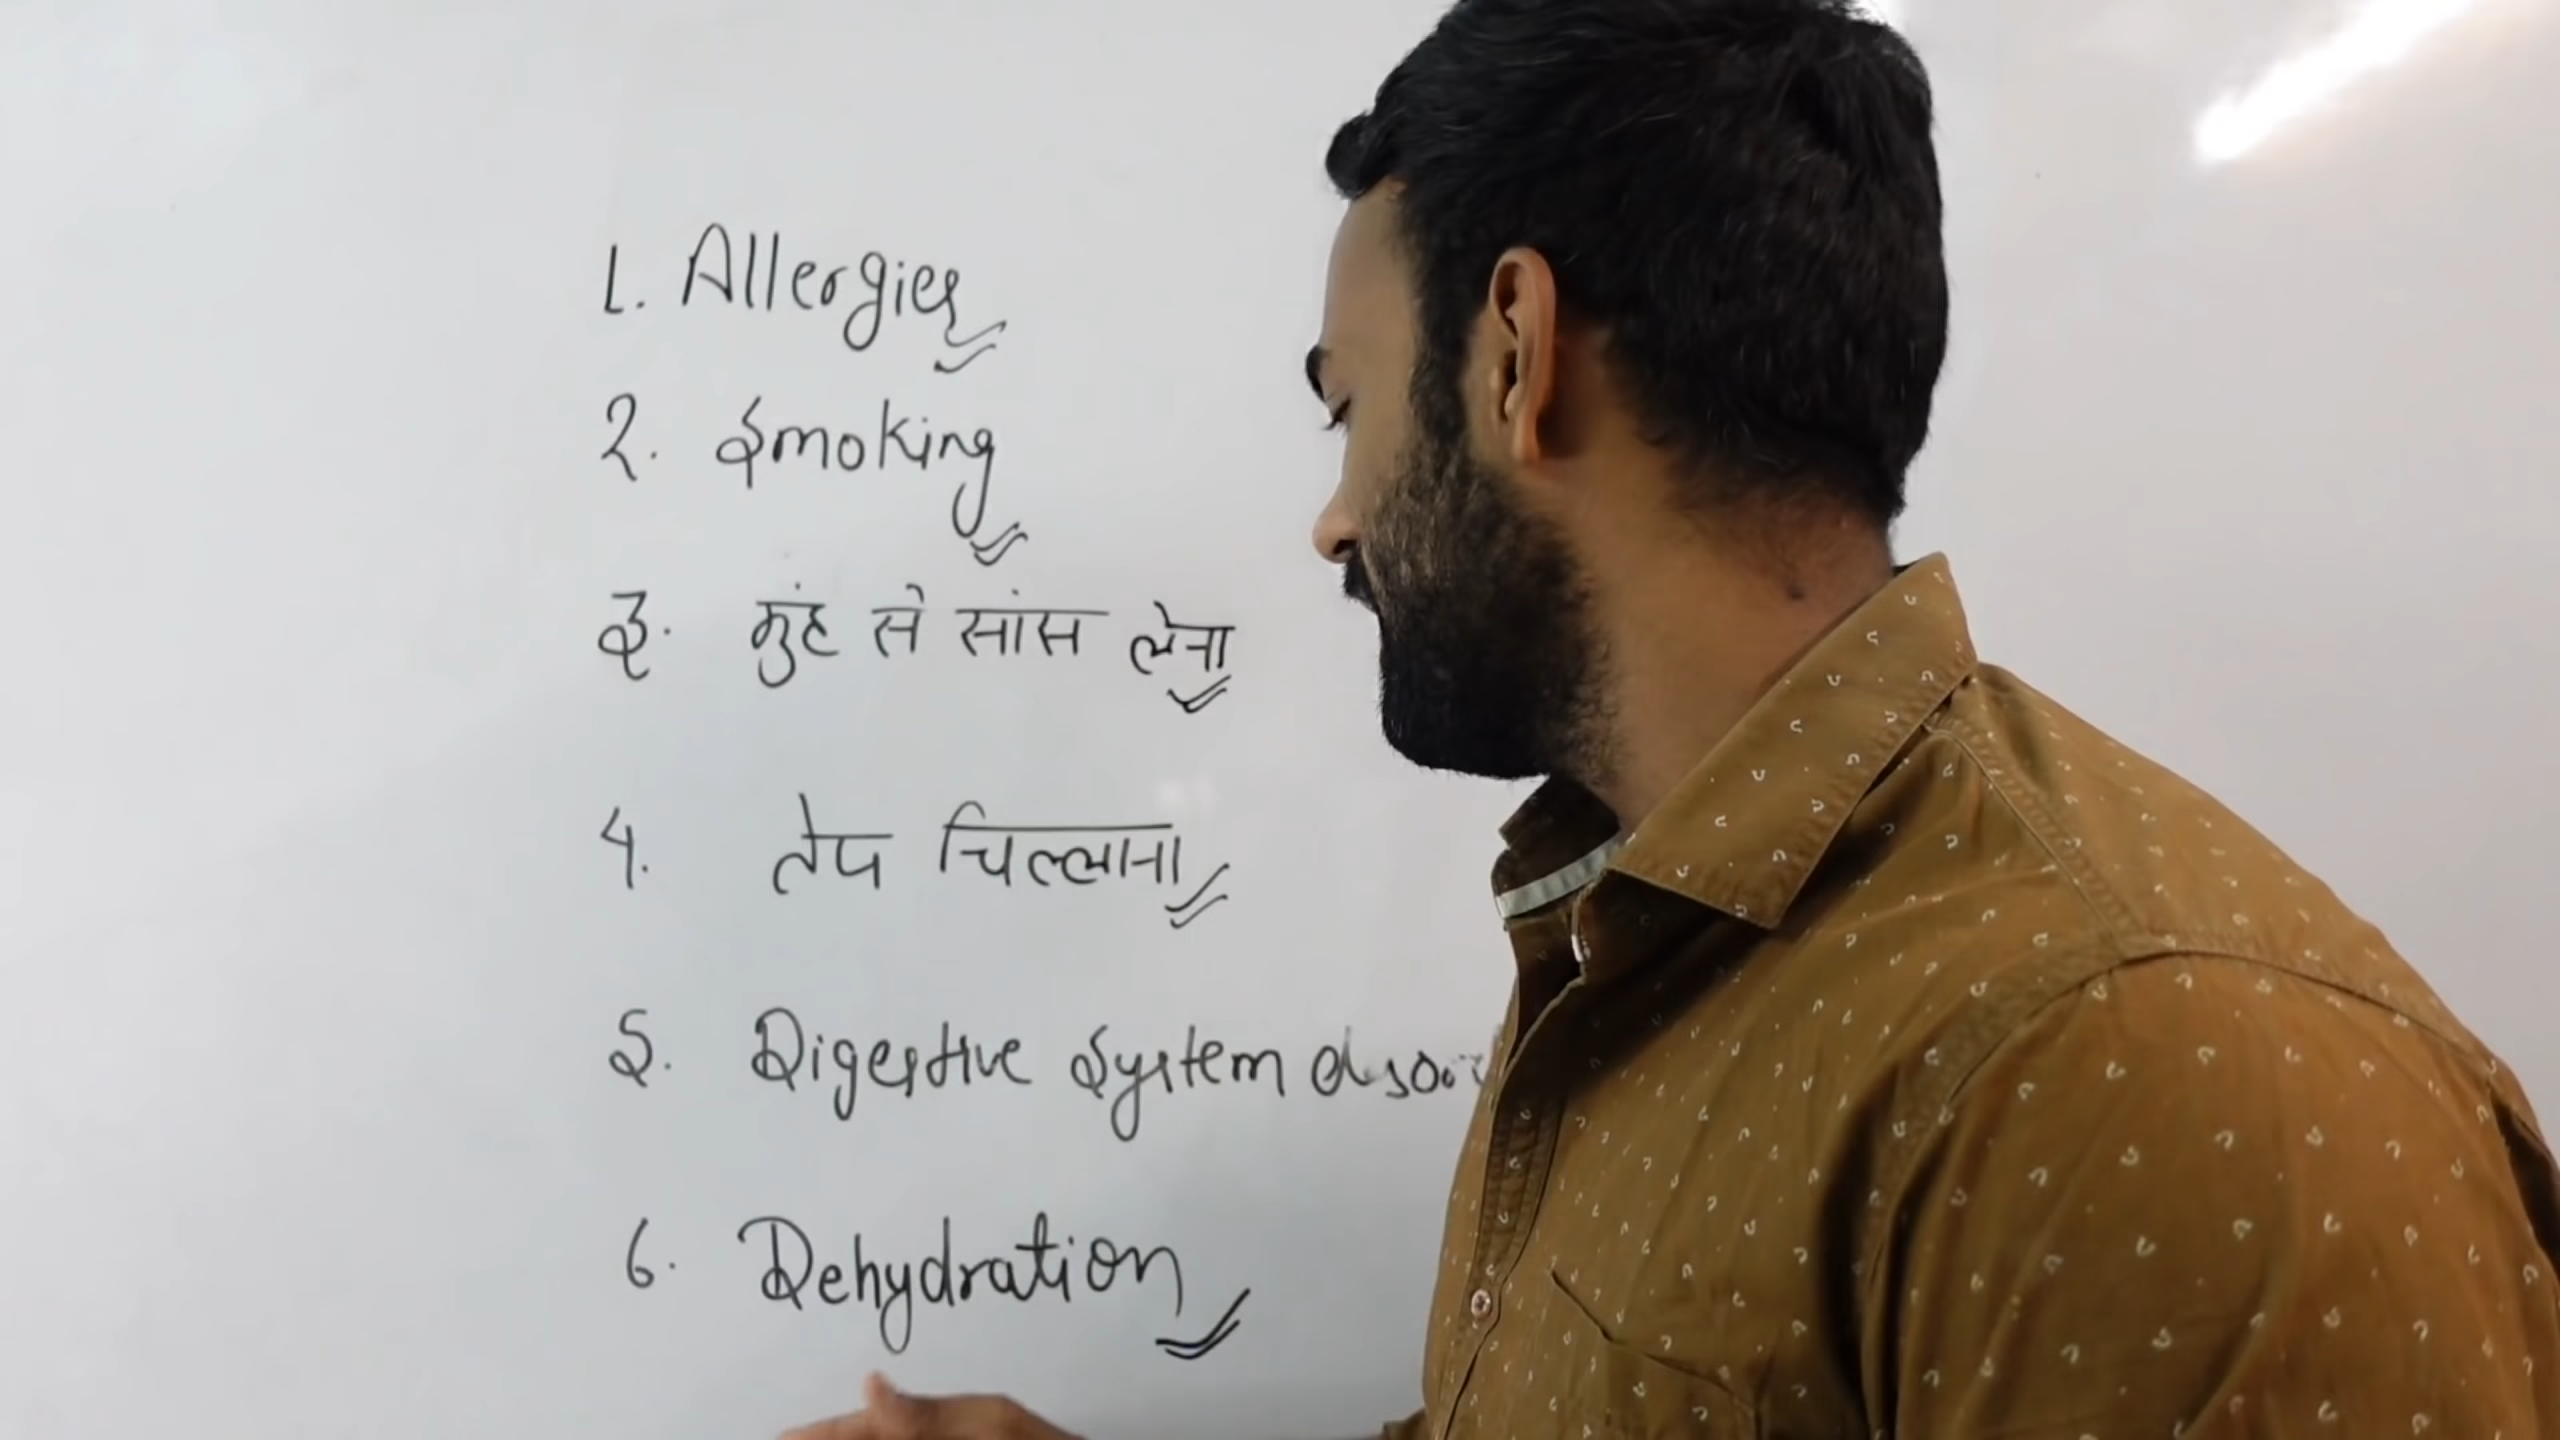 1. Allergies
2. Smoking
3. मुंह से सांस लेना
4. तेज चिल्लाना
5. Digestive System
6. Dehydration